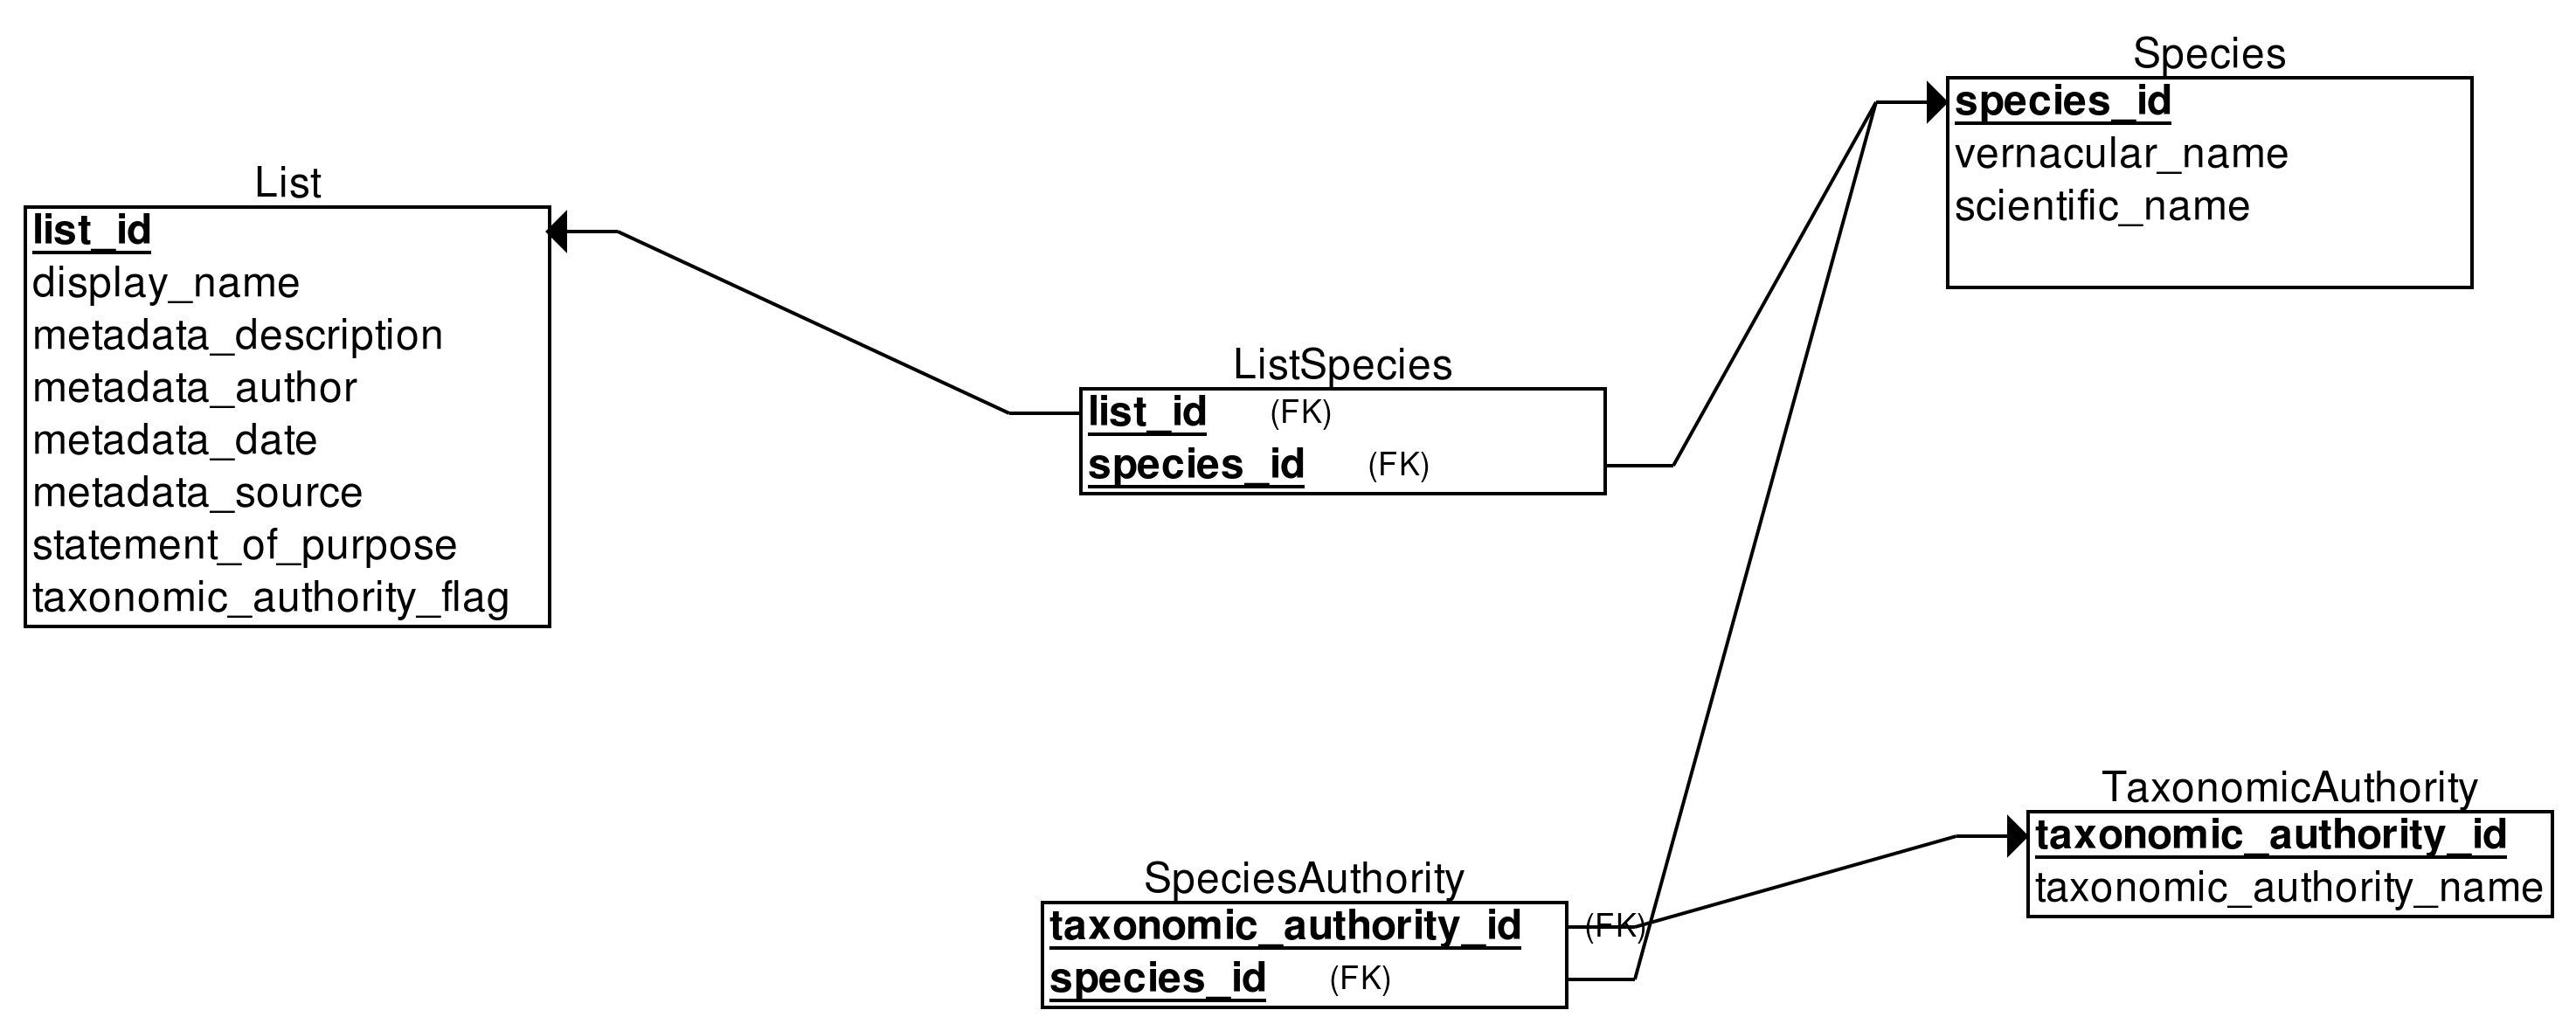 List
list_id
display_name
metadata_description
metadata_author
metadata_date
metadata_source
statement_of_purpose
taxonomic_authority_flag
ListSpecies
list_id (FK)
species_id (FK)
Species
species_id
vernacular_name
scientific_name
SpeciesAuthority
taxonomic_authority_id (FK)
species_id (FK)
TaxonomicAuthority
taxonomic_authority_id
taxonomic_authority_name